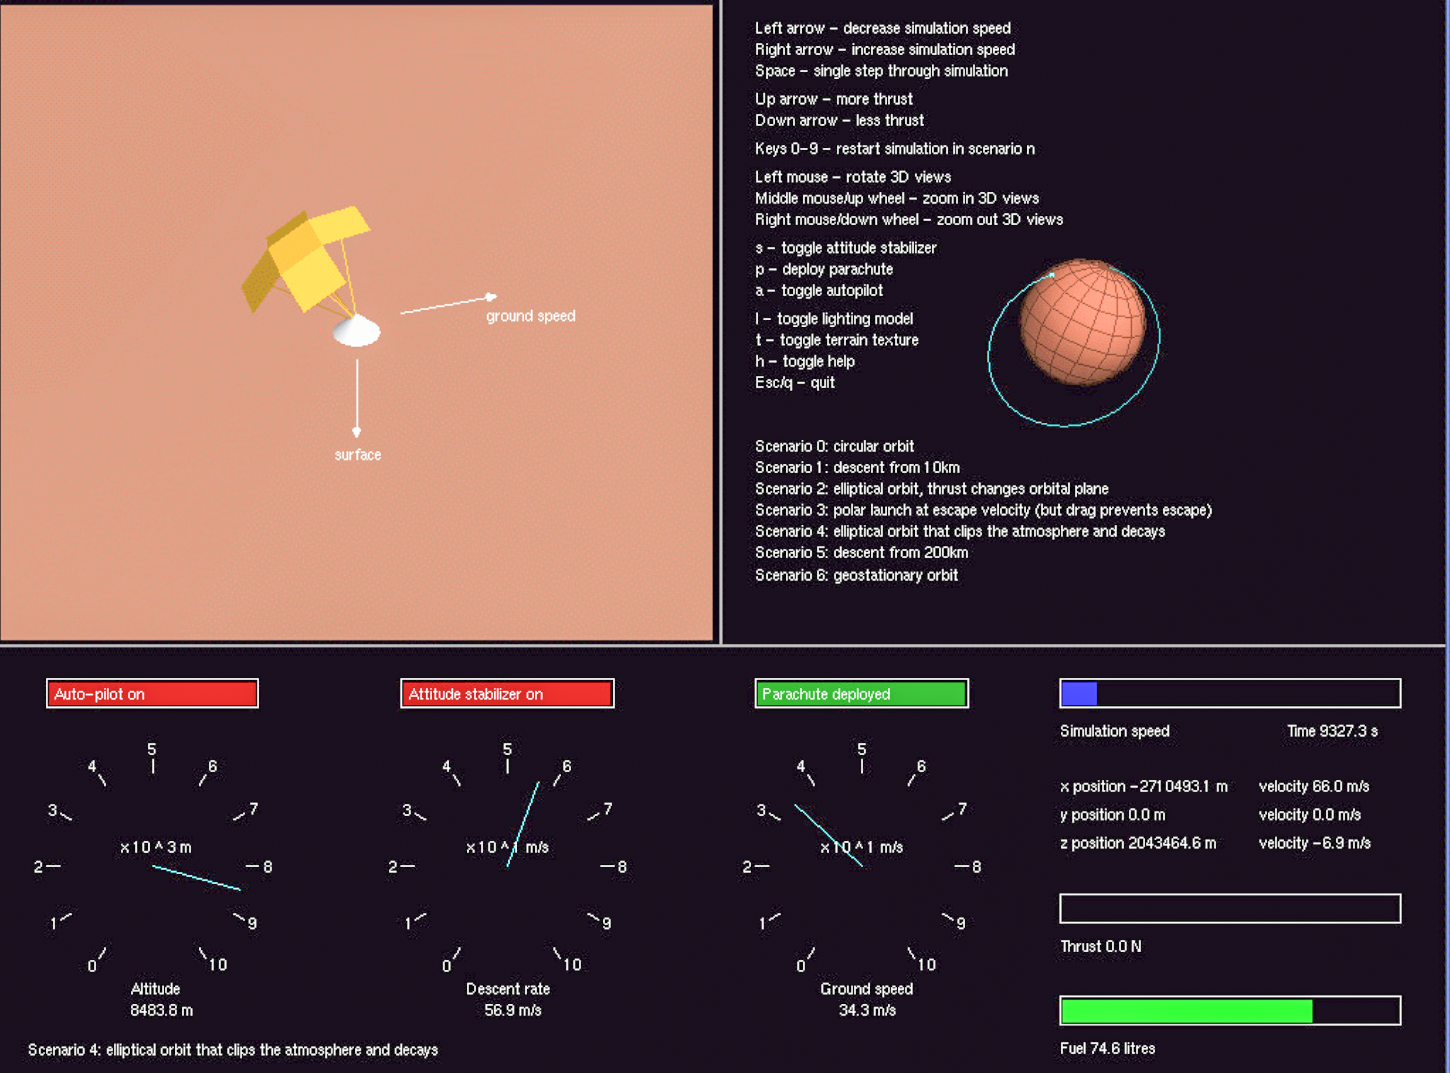 ground speed
surface
Left arrow - decrease simulation speed
Right arrow - increase simulation speed
Space - single step through simulation
Up arrow - more thrust
Down arrow - less thrust
Keys 0-9 - restart simulation in scenario n
Left mouse - rotate 3D views
Middle mouse/up wheel - zoom in 3D views
Right mouse/down wheel - zoom out 3D views
s - toggle attitude stabilizer
p - deploy parachute
a - toggle autopilot
l - toggle lighting model
t - toggle terrain texture
h - toggle help
Esc/q - quit
Scenario 0: circular orbit
Scenario 1: descent from 10km
Scenario 2: elliptical orbit, thrust changes orbital plane
Scenario 3: polar launch at escape velocity (but drag prevents escape)
Scenario 4: elliptical orbit that clips the atmosphere and decays
Scenario 5: descent from 200km
Scenario 6: geostationary orbit
Auto-pilot on
0 1 2 3 4 5 6 7 8 9 10
x10^3 m
Altitude
8483.8 m
Attitude stabilizer on
0 1 2 3 4 5 6 7 8 9 10
x10^1 m/s
Descent rate
56.9 m/s
Parachute deployed
0 1 2 3 4 5 6 7 8 9 10
x10^1 m/s
Ground speed
34.3 m/s
Simulation speed Time 9327.3 s
x position -2710493.1 m velocity 66.0 m/s
y position 0.0 m velocity 0.0 m/s
z position 2043464.6 m velocity -6.9 m/s
Thrust 0.0 N
Fuel 74.6 litres
Scenario 4: elliptical orbit that clips the atmosphere and decays